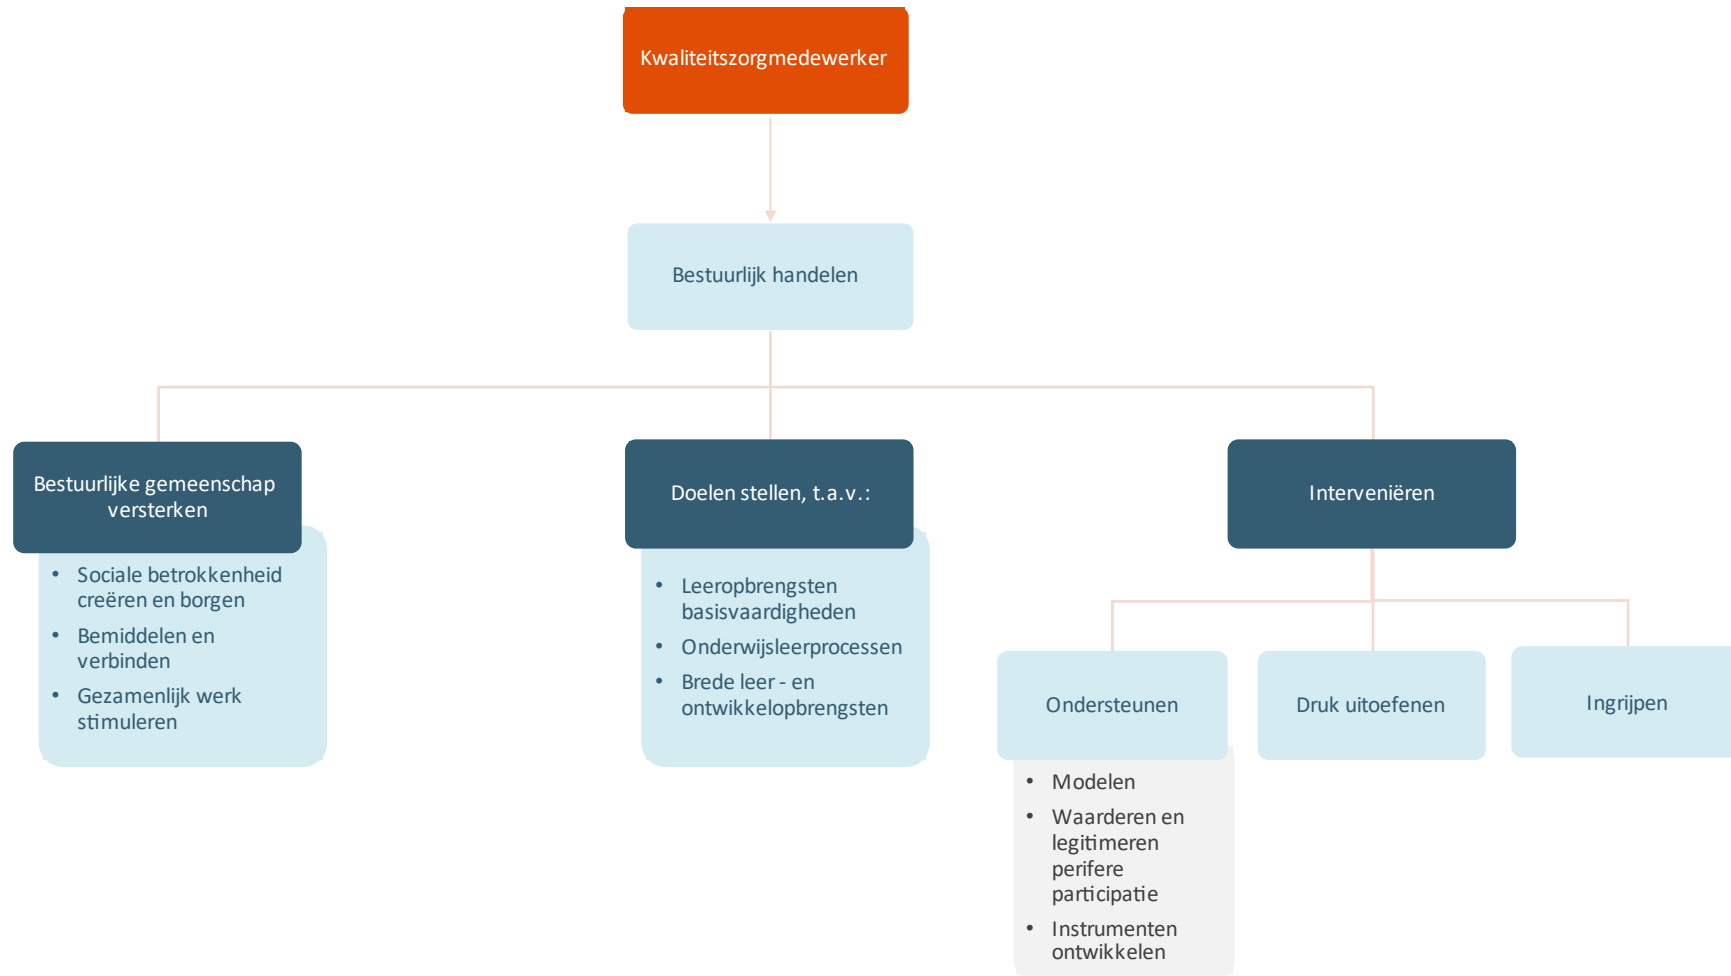 Kwaliteitszorgmedewerker
Bestuurlijk handelen
Bestuurlijke gemeenschap
versterken
• Sociale betrokkenheid
creëren en borgen
• Bemiddelen en
verbinden
• Gezamenlijk werk
stimuleren
Doelen stellen, t.a.v.:
• Leeropbrengsten
basisvaardigheden
• Onderwijsleerprocessen
• Brede leer - en
ontwikkelopbrengsten
Interveniëren
Ondersteunen
• Modelen
• Waarderen en
legitimeren
perifere
participatie
• Instrumenten
ontwikkelen
Druk uitoefenen
Ingrijpen